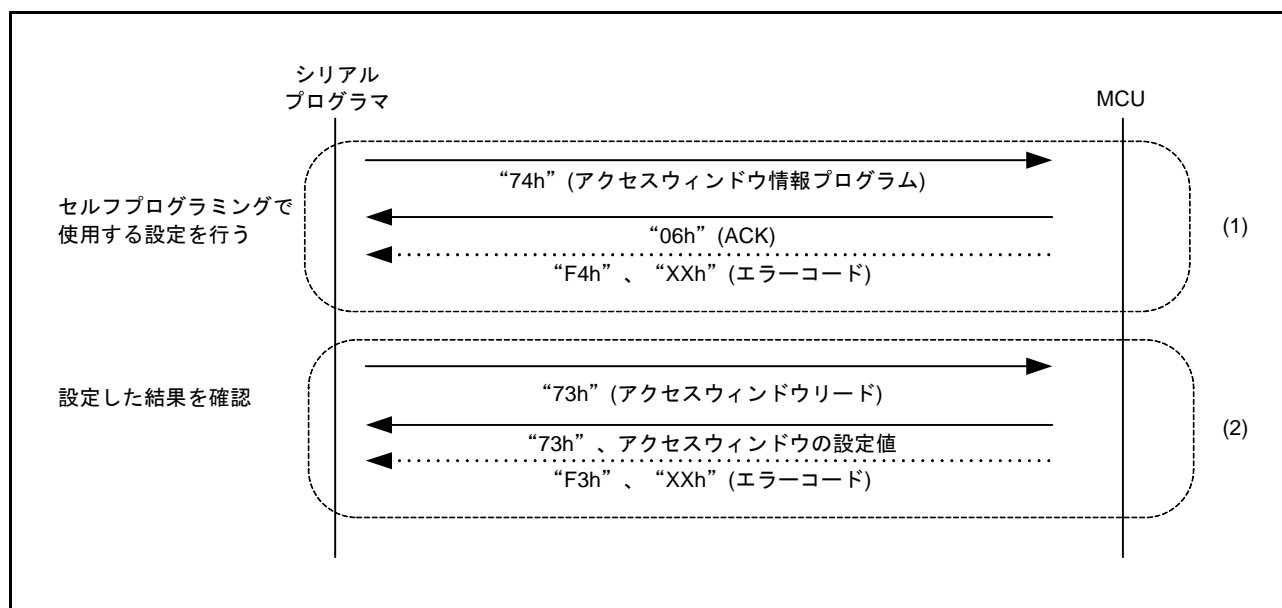 シリアル
プログラマ
MCU
“74h” (アクセスウィンドウ情報プログラム)
セルフプログラミングで
使用する設定を行う
“06h” (ACK)
(1)
“F4h” 、 “XXh” (エラーコード)
“73h” (アクセスウィンドウリード)
設定した結果を確認
“73h”、アクセスウィンドウの設定値
(2)
“F3h” 、 “XXh” (エラーコード)